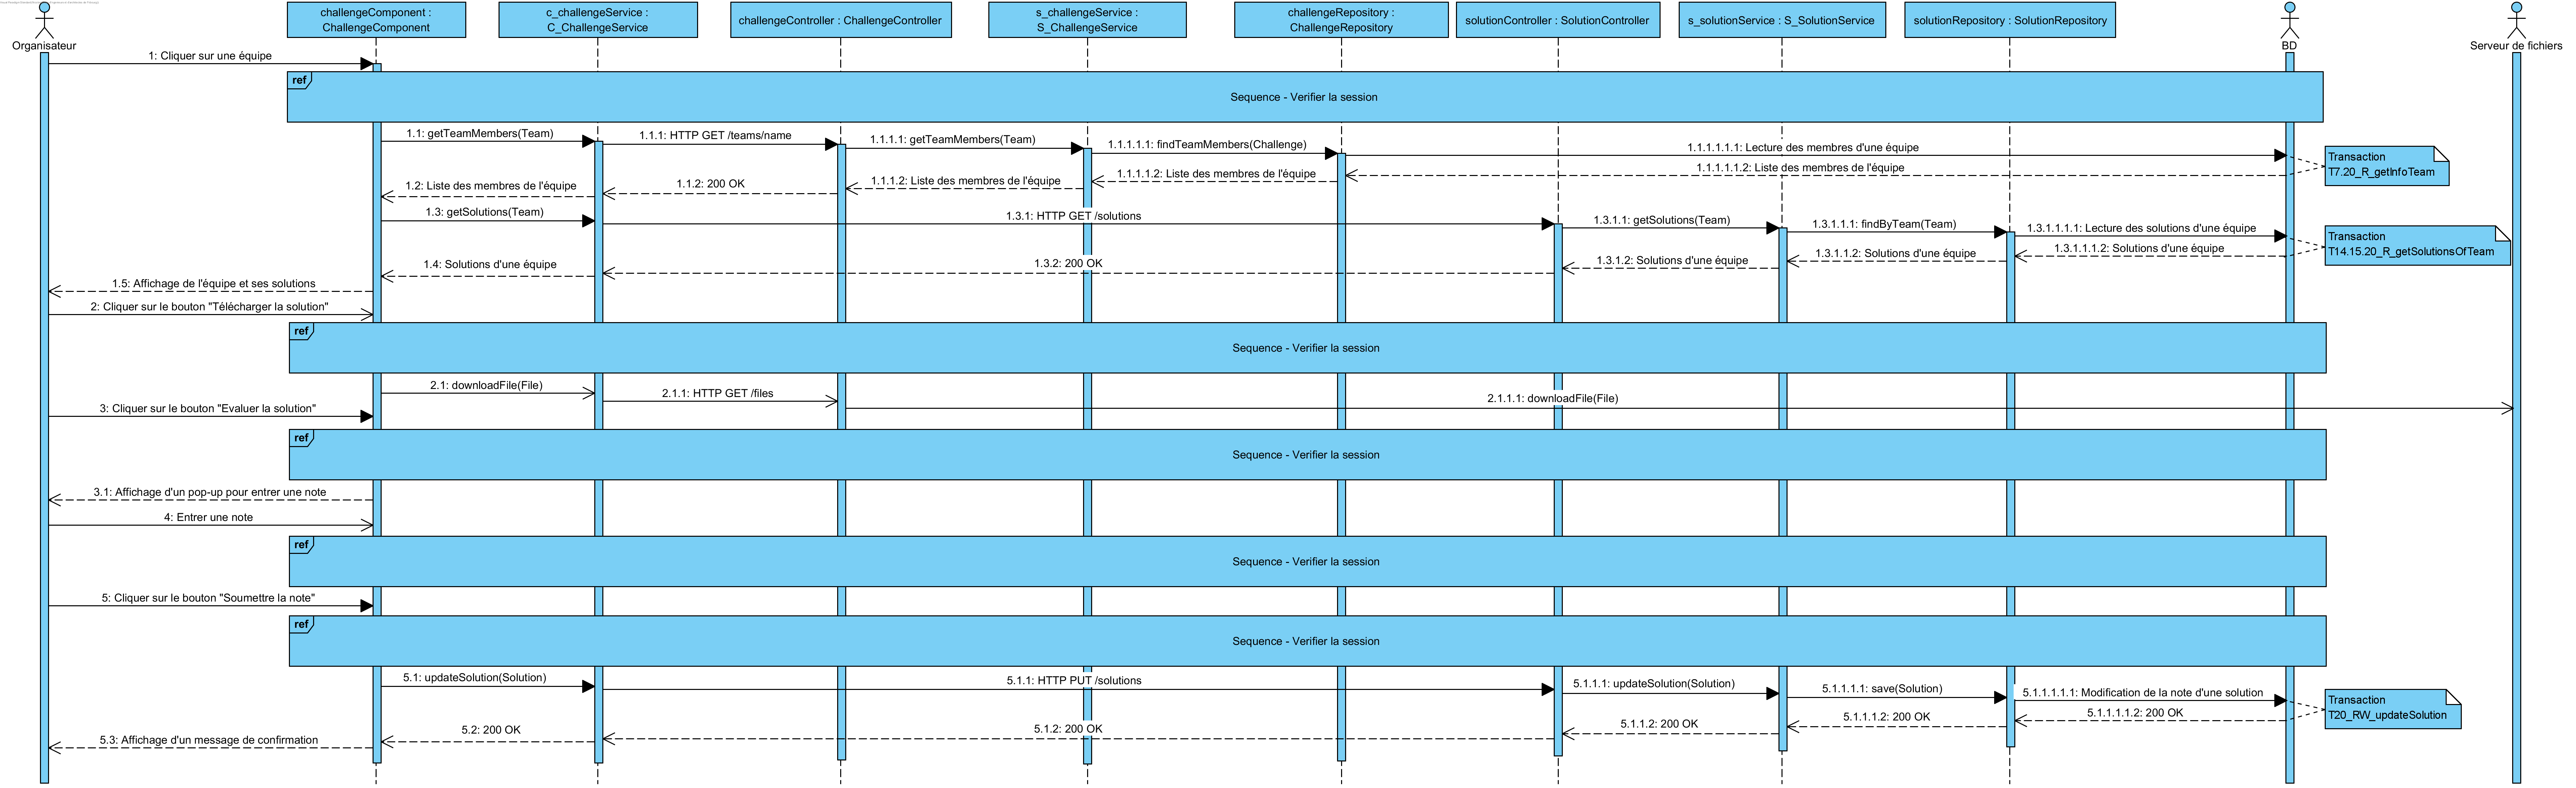 Organisateur
challengeComponent :
ChallengeComponent
c_challengeService :
C_ChallengeService
challengeController : ChallengeController
s_challengeService :
S_ChallengeService
challengeRepository :
ChallengeRepository
solutionController : SolutionController
s_solutionService : S_SolutionService
solutionRepository : SolutionRepository
BD
Serveur de fichiers
1: Cliquer sur une équipe
ref
Sequence - Verifier la session
1.1: getTeamMembers(Team)
1.1.1: HTTP GET /teams/name
1.1.1.1: getTeamMembers(Team)
1.1.1.1.1: findTeamMembers(Challenge)
1.1.1.1.1.1: Lecture des membres d'une équipe
Transaction
T7.20_R_getInfoTeam
1.1.1.1.1.2: Liste des membres de l'équipe
1.1.1.1.2: Liste des membres de l'équipe
1.1.1.2: Liste des membres de l'équipe
1.1.2: 200 OK
1.2: Liste des membres de l'équipe
1.3: getSolutions(Team)
1.3.1: HTTP GET /solutions
1.3.1.1: getSolutions(Team)
1.3.1.1.1: findByTeam(Team)
1.3.1.1.1.1: Lecture des solutions d'une équipe
Transaction
T14.15.20_R_getSolutionsOfTeam
1.3.1.1.1.2: Solutions d'une équipe
1.3.1.1.2: Solutions d'une équipe
1.3.1.2: Solutions d'une équipe
1.3.2: 200 OK
1.4: Solutions d'une équipe
1.5: Affichage de l'équipe et ses solutions
2: Cliquer sur le bouton "Télécharger la solution"
ref
Sequence - Verifier la session
2.1: downloadFile(File)
2.1.1: HTTP GET /files
2.1.1.1: downloadFile(File)
3: Cliquer sur le bouton "Evaluer la solution"
ref
Sequence - Verifier la session
3.1: Affichage d'un pop-up pour entrer une note
4: Entrer une note
ref
Sequence - Verifier la session
5: Cliquer sur le bouton "Soumettre la note"
ref
Sequence - Verifier la session
5.1: updateSolution(Solution)
5.1.1: HTTP PUT /solutions
5.1.1.1: updateSolution(Solution)
5.1.1.1.1: save(Solution)
5.1.1.1.1.1: Modification de la note d'une solution
Transaction
T20_RW_updateSolution
5.1.1.1.1.2: 200 OK
5.1.1.1.2: 200 OK
5.1.1.2: 200 OK
5.1.2: 200 OK
5.2: 200 OK
5.3: Affichage d'un message de confirmation